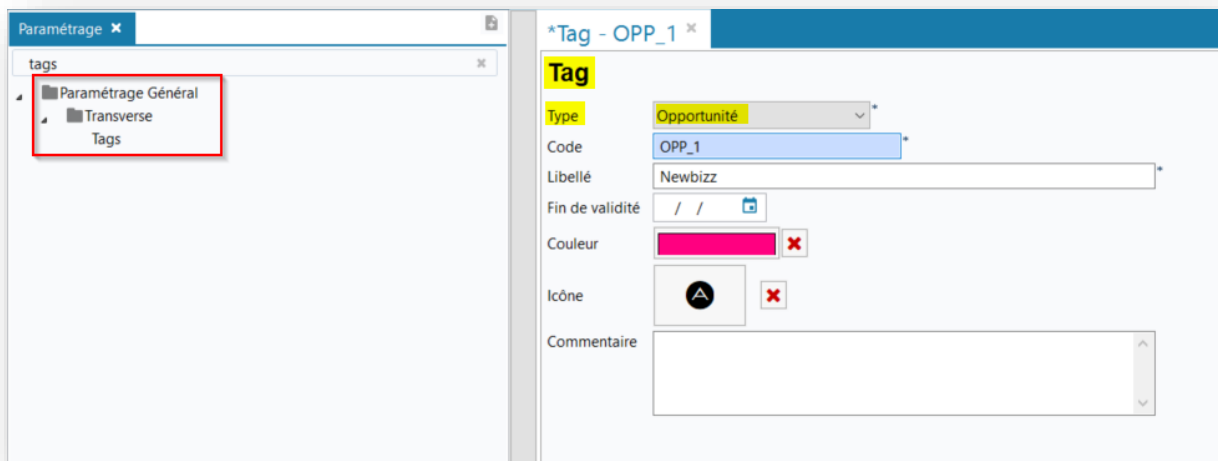 Paramétrage
tags
Paramétrage Général
Transverse
Tags
*Tag - OPP_1
Tag
Type Opportunité *
Code OPP_1 *
Libellé Newbizz *
Fin de validité / /
Couleur
Icône A
Commentaire